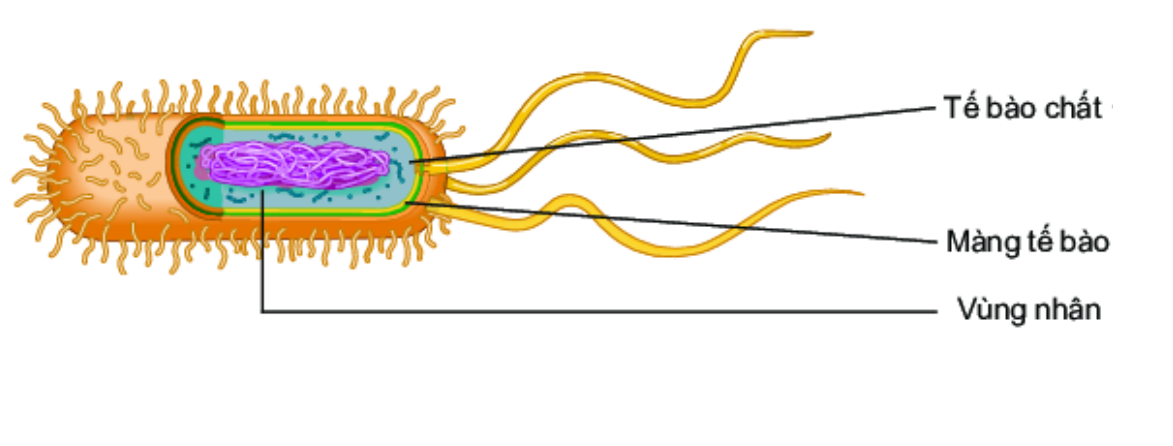 Tế bào chất
Màng tế bào
Vùng nhân